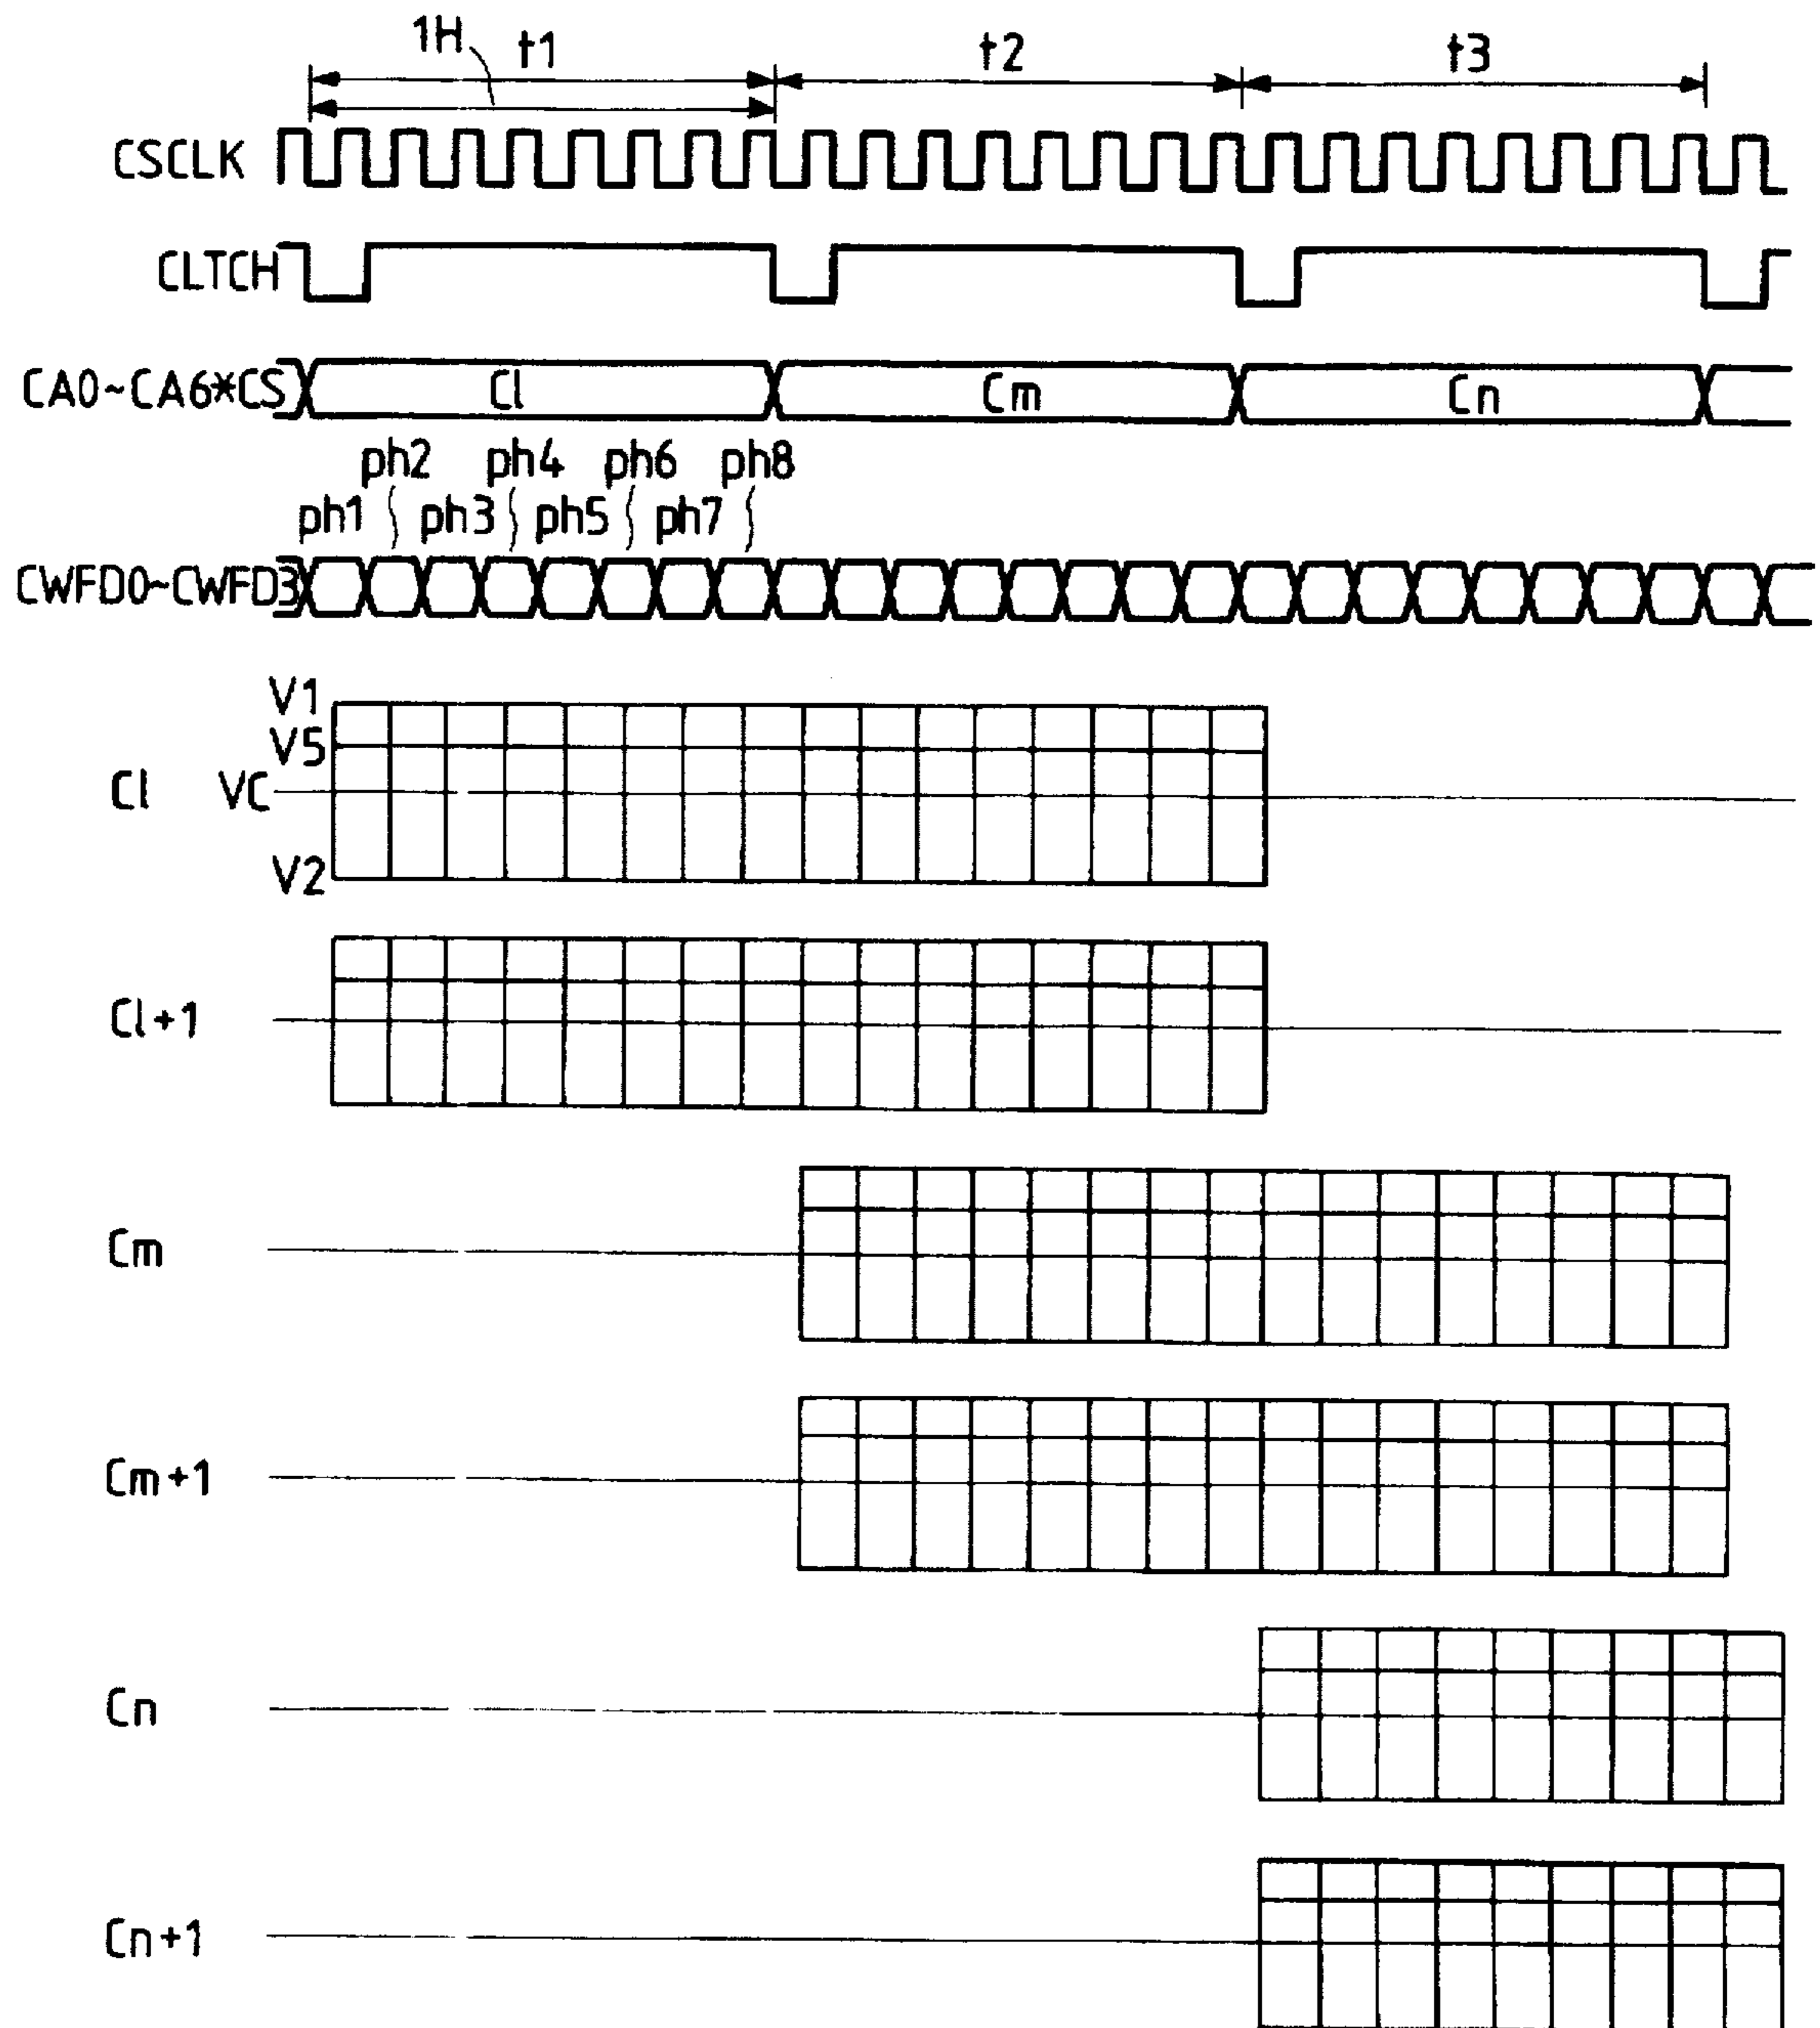 1H t1 t2 t3
CSCLK
CLTCH
CA0~CA6*CS Cl Cm Cn
ph2 ph4 ph6 ph8
ph1 ph3 ph5 ph7
CWFD0~CWFD3
V1
V5
Cl VC
V2
Cl+1
Cm
Cm+1
Cn
Cn+1